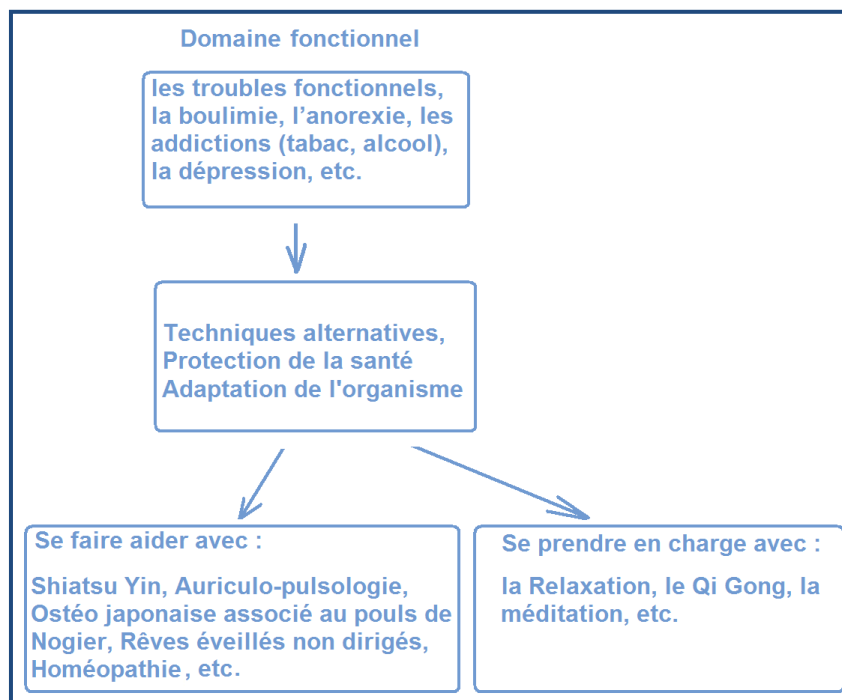 Domaine fonctionnel
les troubles fonctionnels,
la boulimie, l’anorexie, les
addictions (tabac, alcool),
la dépression, etc.
Techniques alternatives,
Protection de la santé
Adaptation de l'organisme
Se faire aider avec :
Shiatsu Yin, Auriculo-pulsologie,
Ostéo japonaise associé au pouls de
Nogier, Rêves éveillés non dirigés,
Homéopathie, etc.
Se prendre en charge avec :
la Relaxation, le Qi Gong, la
méditation, etc.